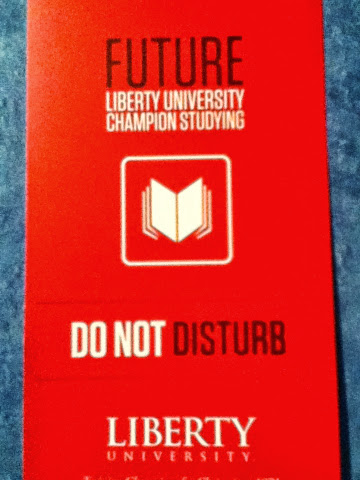 FUTURE
LIBERTY UNIVERSITY
CHAMPION STUDYING
DO NOT DISTURB
LIBERTY
UNIVERSITY